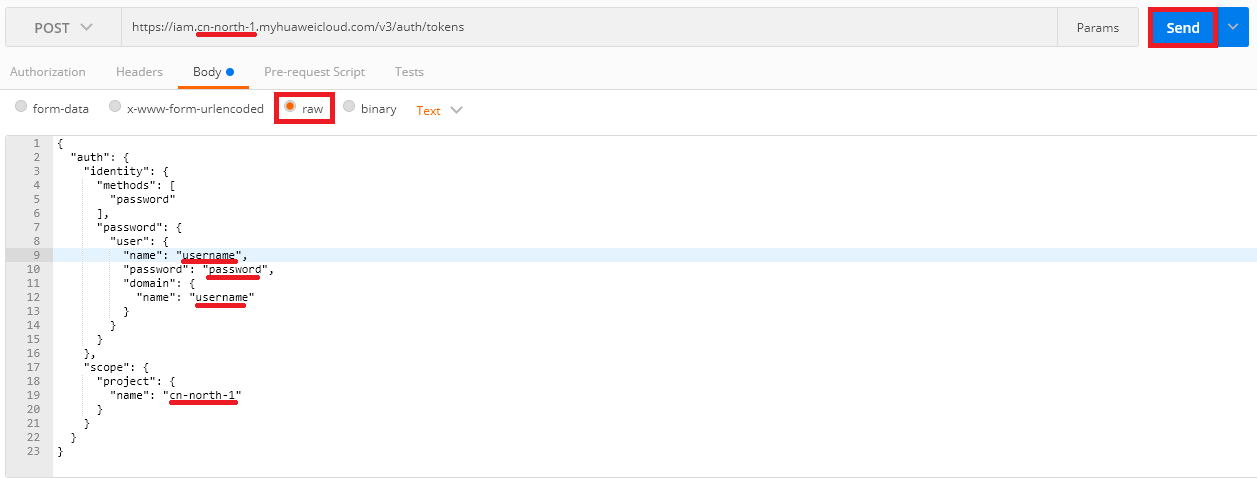 POST https://iam.cn-north-1.myhuaweicloud.com/v3/auth/tokens Params Send
Authorization Headers Body Pre-request Script Tests
form-data x-www-form-urlencoded raw binary Text
1 {
2 "auth": {
3 "identity": {
4 "methods": [
5 "password"
6 ],
7 "password": {
8 "user": {
9 "name": "username",
10 "password": "password",
11 "domain": {
12 "name": "username"
13 }
14 }
15 }
16 },
17 "scope": {
18 "project": {
19 "name": "cn-north-1"
20 }
21 }
22 }
23 }